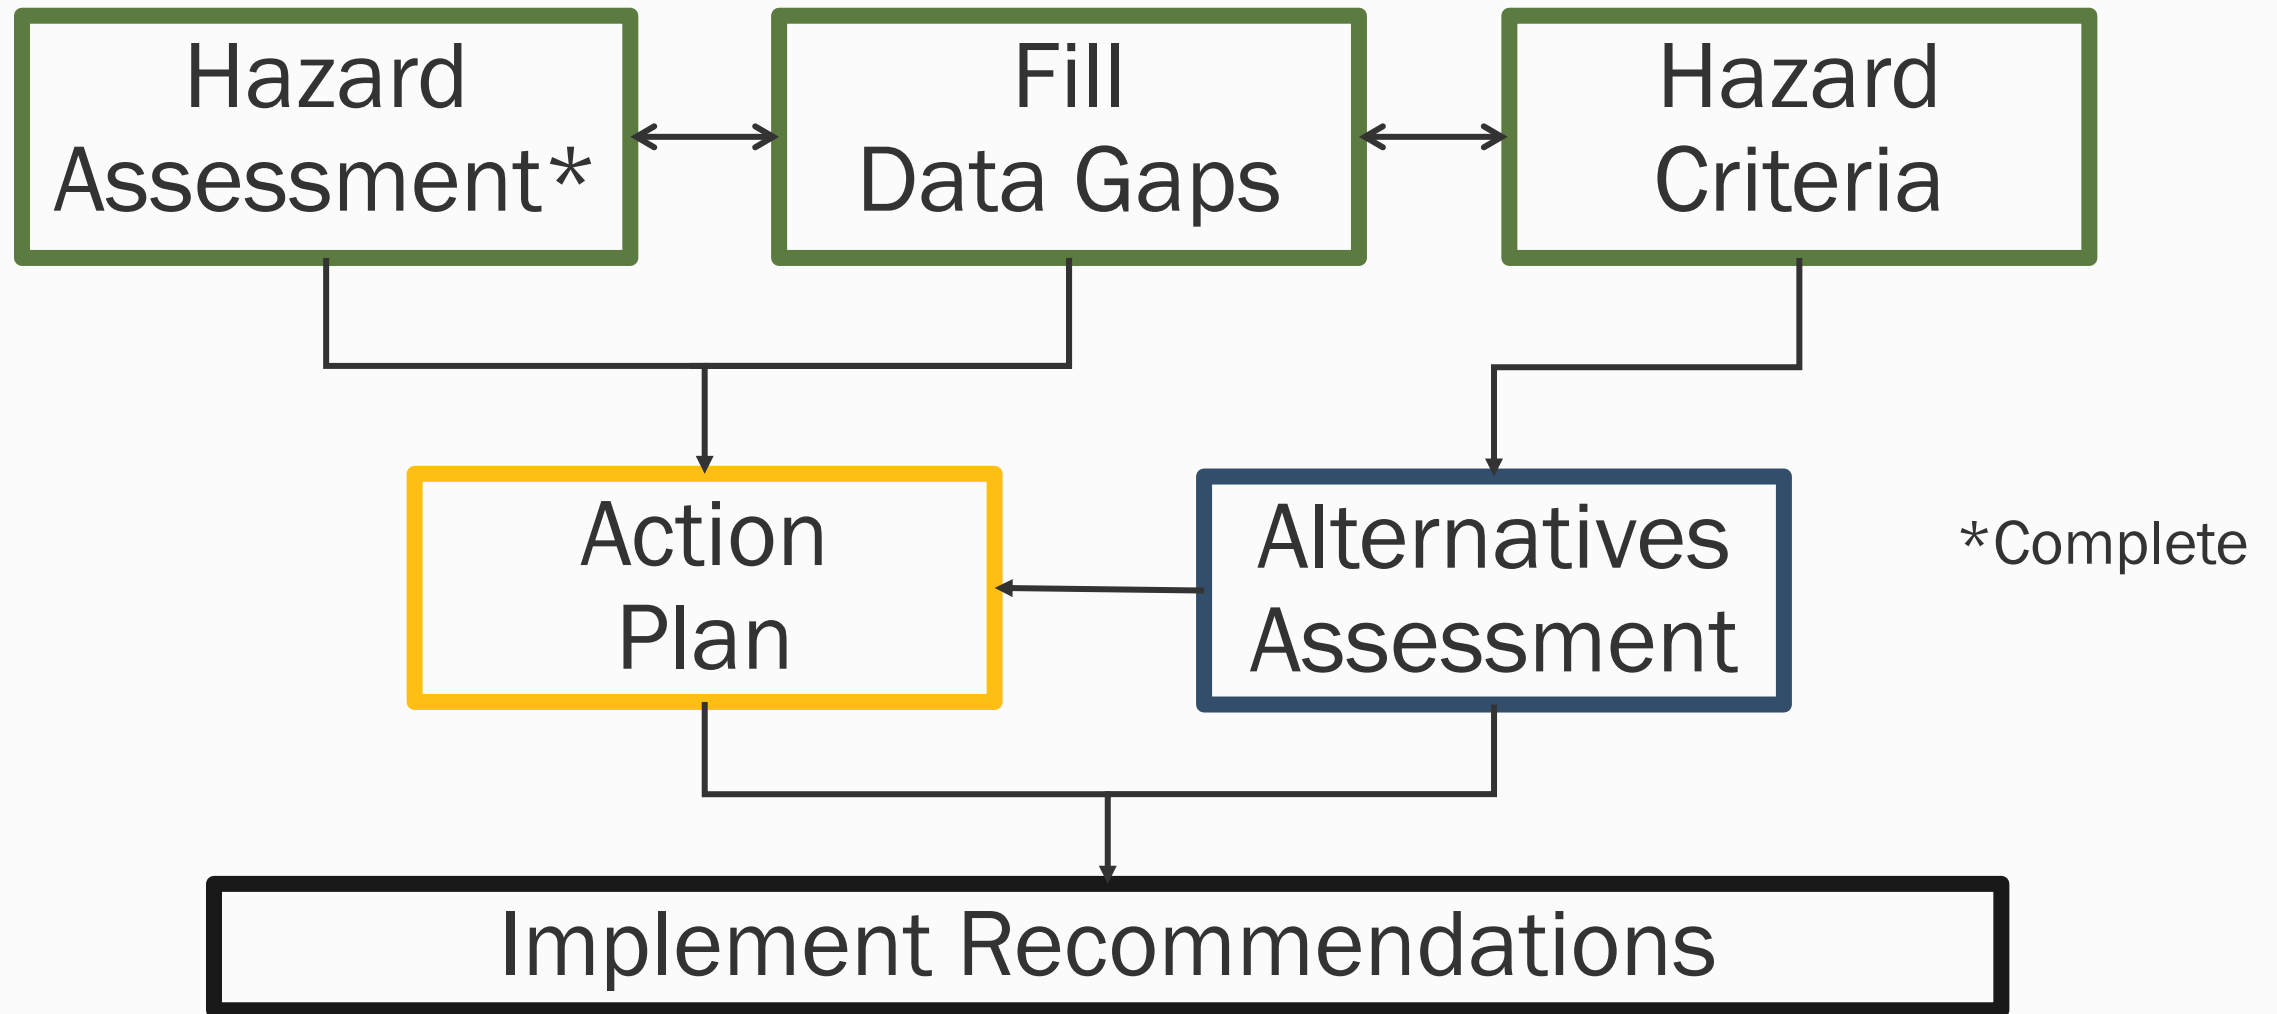 Hazard
Assessment*
Fill
Data Gaps
Hazard
Criteria
Action
Plan
Alternatives
Assessment
*Complete
Implement Recommendations